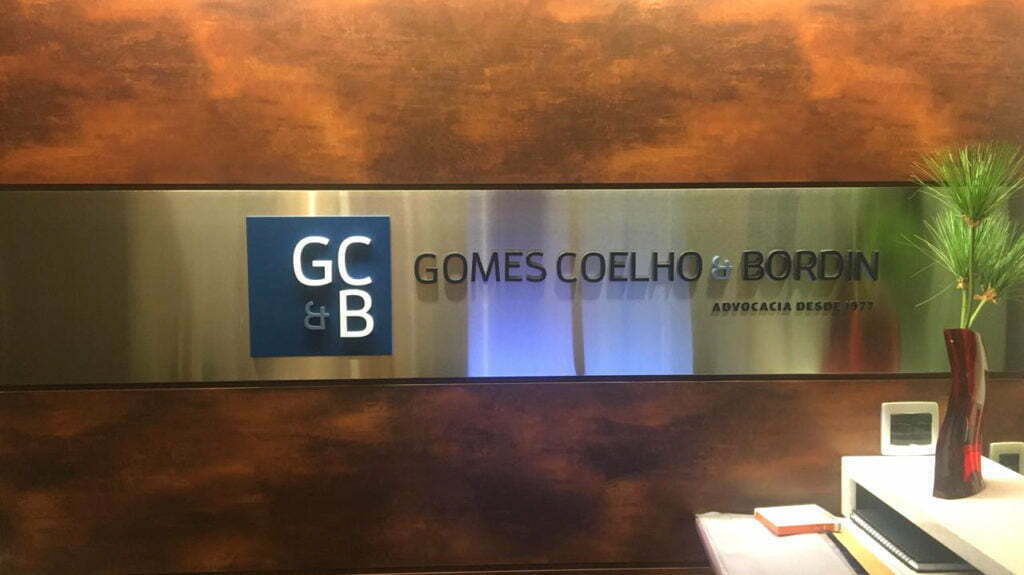 GC
& B
GOMES COELHO & BORDIN
ADVOCACIA DESDE 1977